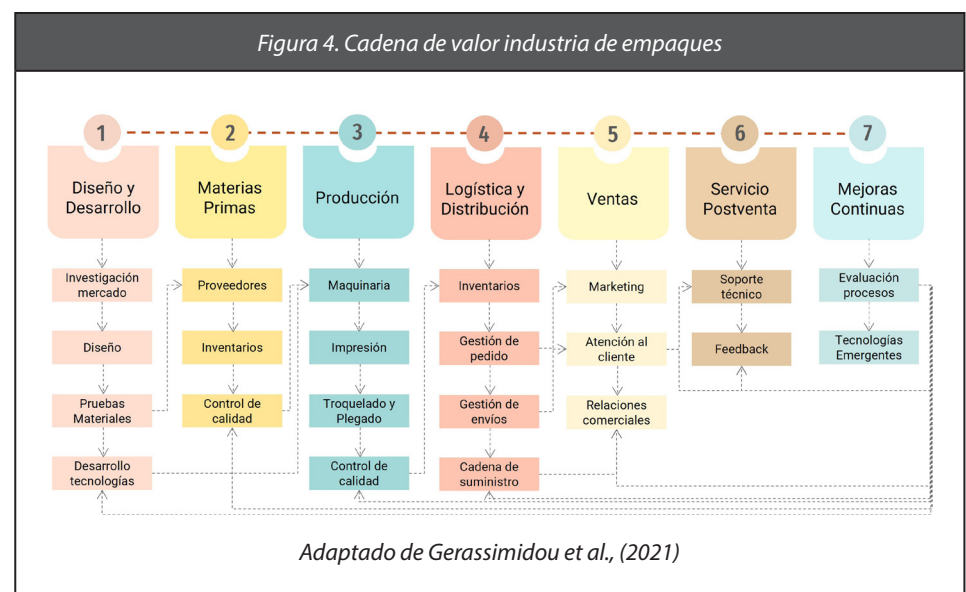 Figura 4. Cadena de valor industria de empaques
1
2
3
4
5
6
7
Diseño y
Desarrollo
Materias
Primas
Producción
Logística y
Distribución
Ventas
Servicio
Postventa
Mejoras
Continuas
Investigación
mercado
Diseño
Pruebas
Materiales
Desarrollo
tecnologías
Proveedores
Inventarios
Control de
calidad
Maquinaria
Impresión
Troquelado y
Plegado
Control de
calidad
Inventarios
Gestión de
pedido
Gestión de
envíos
Cadena de
suministro
Marketing
Atención al
cliente
Relaciones
comerciales
Soporte
técnico
Feedback
Evaluación
procesos
Tecnologías
Emergentes
Adaptado de Gerassimidou et al., (2021)